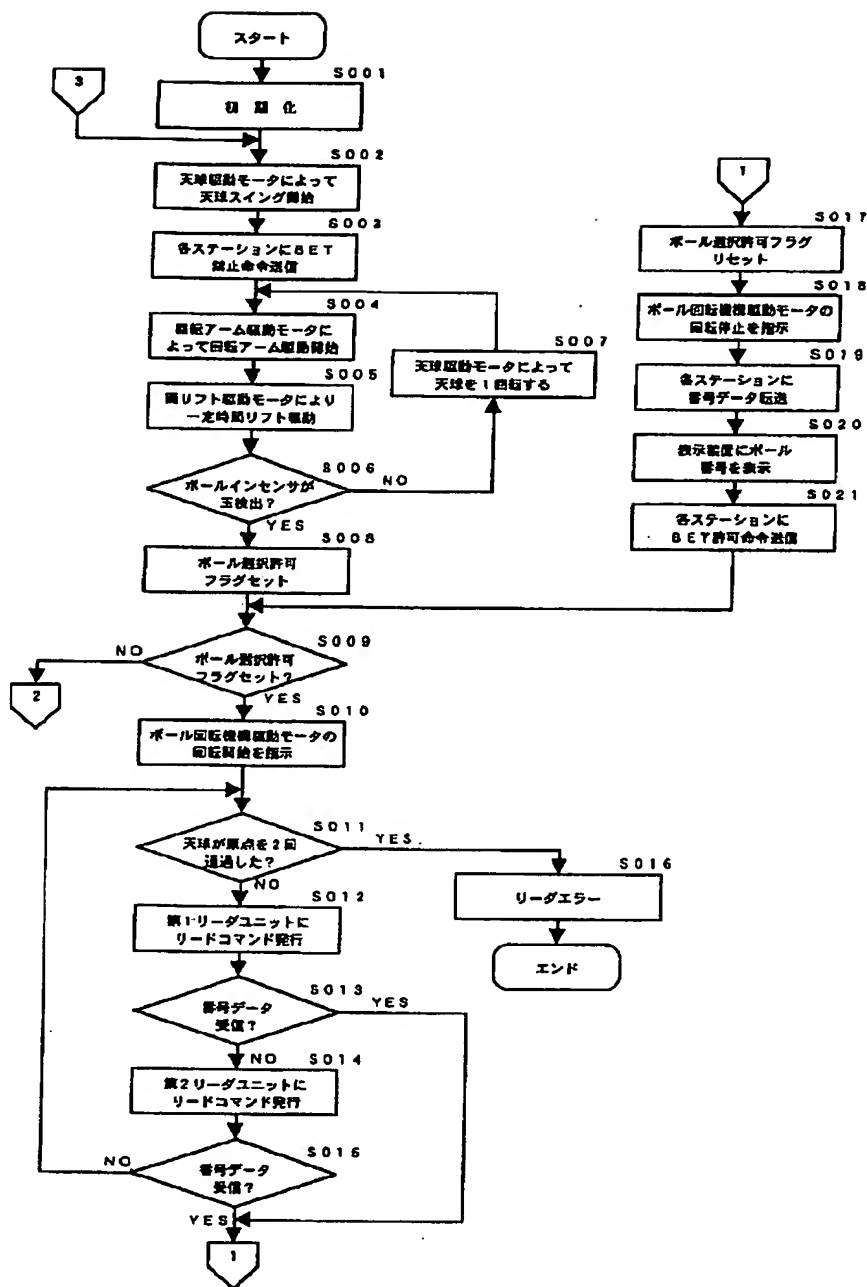 スタート
3
S001
初期化
S002
天球駆動モータによって
天球スイング開始
S003
各ステーションにBET
禁止命令送信
S004
回転アーム駆動モータに
よって回転アーム駆動開始
S005
両リフト駆動モータにより
一定時間リフト駆動
S006
ボールインセンサが
玉検出?
NO
YES
S007
天球駆動モータによって
天球を1回転する
S008
ボール選択許可
フラグセット
S009
ボール選択許可
フラグセット?
NO
2
YES
S010
ボール回転機構駆動モータの
回転開始を指示
S011
天球が原点を2回
通過した?
YES
NO
S016
リーダエラー
エンド
S012
第1リーダユニットに
リードコマンド発行
S013
番号データ
受信?
YES
NO
S014
第2リーダユニットに
リードコマンド発行
S015
番号データ
受信?
NO
YES
1
1
S017
ボール選択許可フラグ
リセット
S018
ボール回転機構駆動モータの
回転停止を指示
S019
各ステーションに
番号データ転送
S020
表示装置にボール
番号を表示
S021
各ステーションに
BET許可命令送信